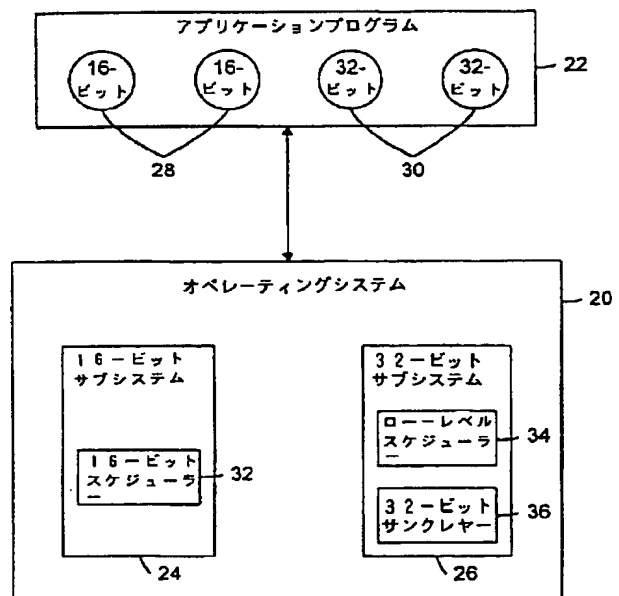 アプリケーションプログラム
16-
ビット
16-
ビット
32-
ビット
32-
ビット
22
28
30
オペレーティングシステム
20
16-ビット
サブシステム
32-ビット
サブシステム
ローーレベル
スケジューラ
ー
34
16-ビット
スケジューラ
ー
32
32-ビット
サンクレヤー
36
24
26